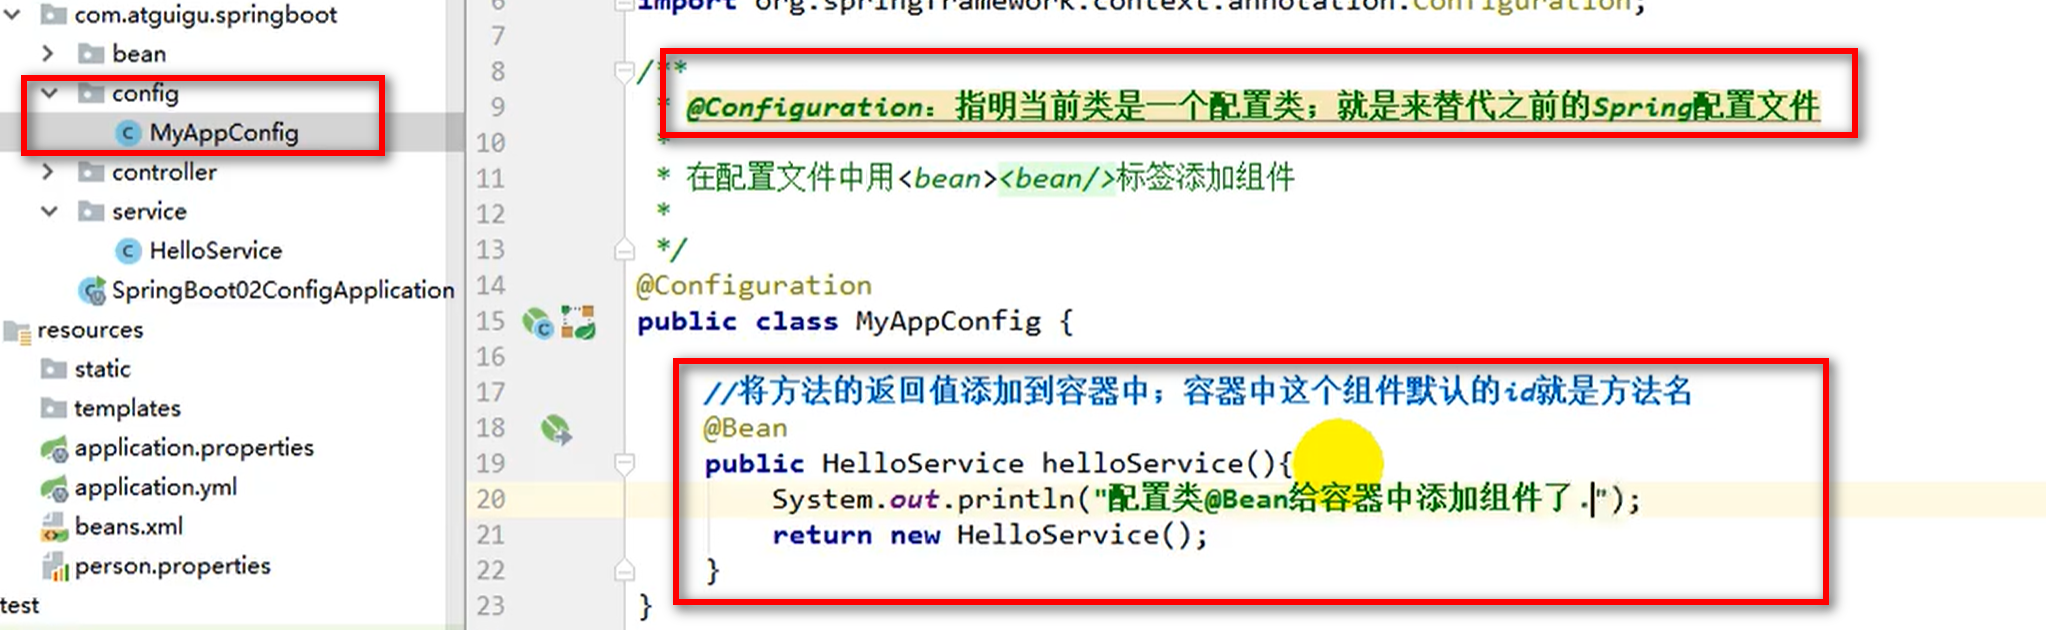 com.atguigu.springboot
bean
config
MyAppConfig
controller
service
HelloService
SpringBoot02ConfigApplication
resources
static
templates
application.properties
application.yml
beans.xml
person.properties
test
6 import org.springframework.context.annotation.Configuration;
7
8 /**
9 * @Configuration：指明当前类是一个配置类；就是来替代之前的Spring配置文件
10 *
11 * 在配置文件中用<bean><bean/>标签添加组件
12 *
13 */
14 @Configuration
15 public class MyAppConfig {
16
17 //将方法的返回值添加到容器中；容器中这个组件默认的id就是方法名
18 @Bean
19 public HelloService helloService(){
20 System.out.println("配置类@Bean给容器中添加组件了.");
21 return new HelloService();
22 }
23 }